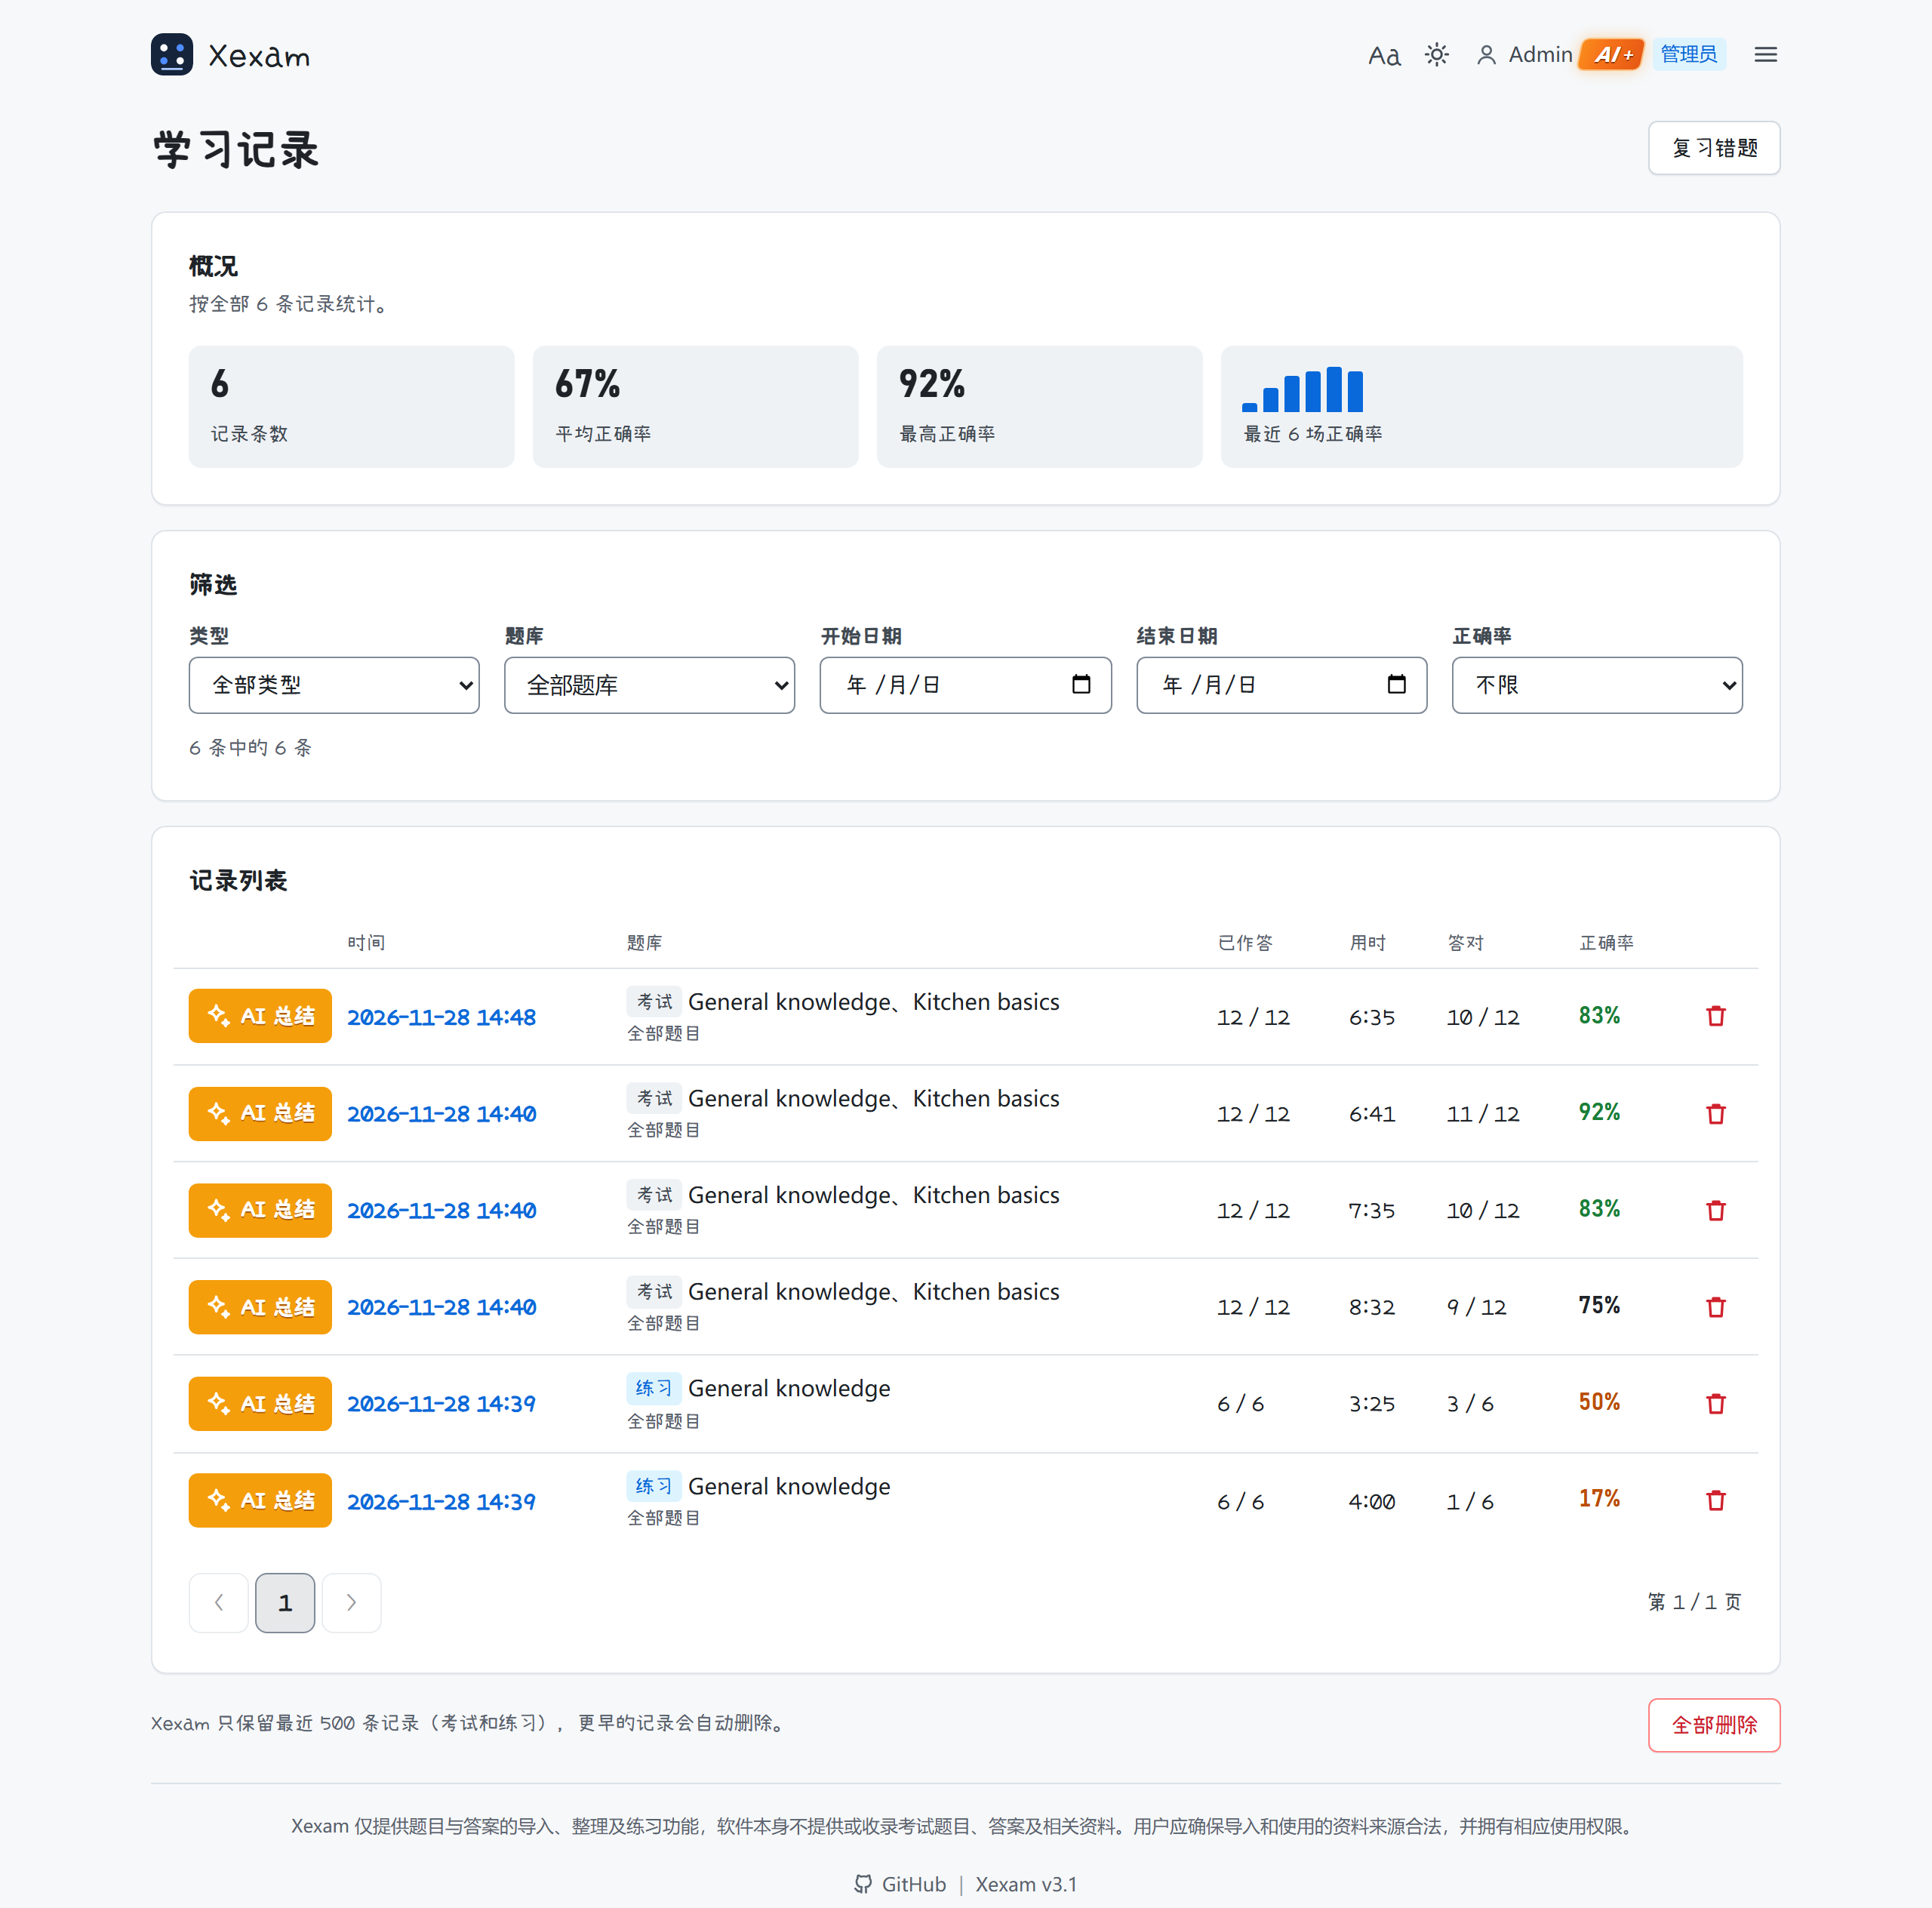 Xexam
Aa Admin AI+ 管理员
学习记录
复习错题
概况
按全部 6 条记录统计。
6
记录条数
67%
平均正确率
92%
最高正确率
最近 6 场正确率
筛选
类型 题库 开始日期 结束日期 正确率
全部类型 全部题库 年 /月/日 年 /月/日 不限
6 条中的 6 条
记录列表
时间 题库 已作答 用时 答对 正确率
AI 总结 2026-11-28 14:48 考试 General knowledge、Kitchen basics 12 / 12 6:35 10 / 12 83%
全部题目
AI 总结 2026-11-28 14:40 考试 General knowledge、Kitchen basics 12 / 12 6:41 11 / 12 92%
全部题目
AI 总结 2026-11-28 14:40 考试 General knowledge、Kitchen basics 12 / 12 7:35 10 / 12 83%
全部题目
AI 总结 2026-11-28 14:40 考试 General knowledge、Kitchen basics 12 / 12 8:32 9 / 12 75%
全部题目
AI 总结 2026-11-28 14:39 练习 General knowledge 6 / 6 3:25 3 / 6 50%
全部题目
AI 总结 2026-11-28 14:39 练习 General knowledge 6 / 6 4:00 1 / 6 17%
全部题目
1
第 1 / 1 页
Xexam 只保留最近 500 条记录（考试和练习），更早的记录会自动删除。
全部删除
Xexam 仅提供题目与答案的导入、整理及练习功能，软件本身不提供或收录考试题目、答案及相关资料。用户应确保导入和使用的资料来源合法，并拥有相应使用权限。
GitHub | Xexam v3.1